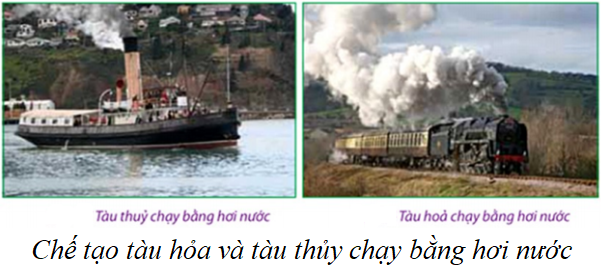 Tàu thuỷ chạy bằng hơi nước
Tàu hoả chạy bằng hơi nước
Chế tạo tàu hỏa và tàu thủy chạy bằng hơi nước